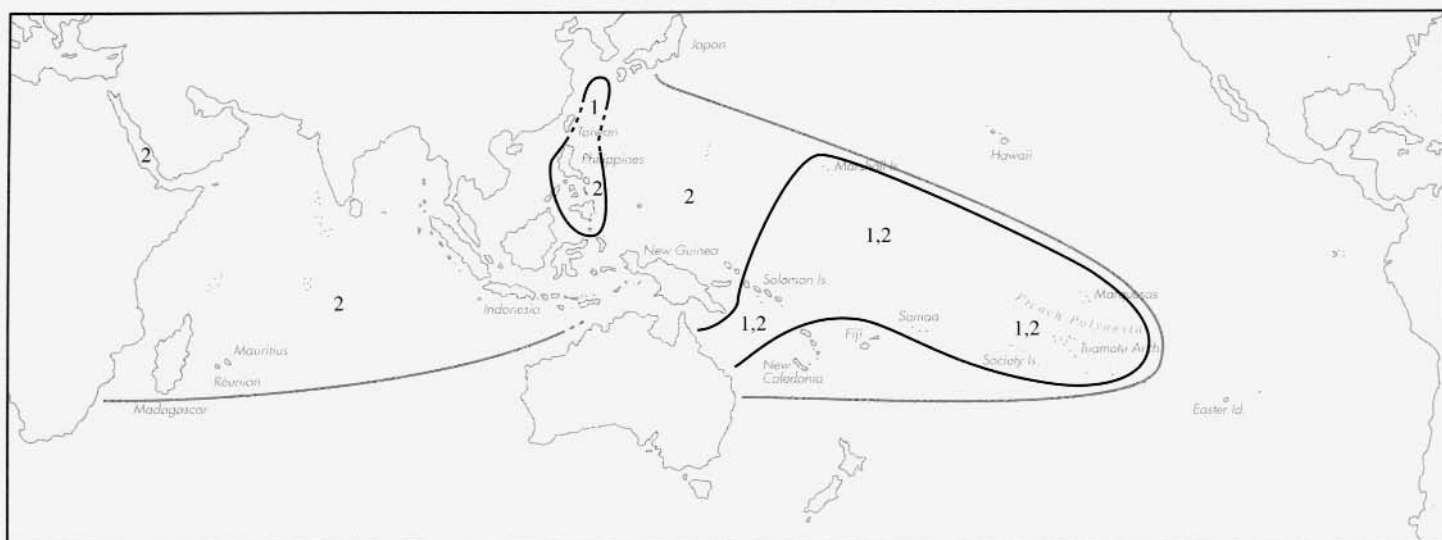 Japan
1
Taiwan
Hawaii
2
Philippines
Marshall Is.
2
2
1,2
New Guinea
Solomon Is.
Marquesas
2
Indonesia
French Polynesia
1,2
1,2
Samoa
Fiji
Tuamotu Arch.
Mauritius
Society Is.
Réunion
New
Caledonia
Madagascar
Easter Id.